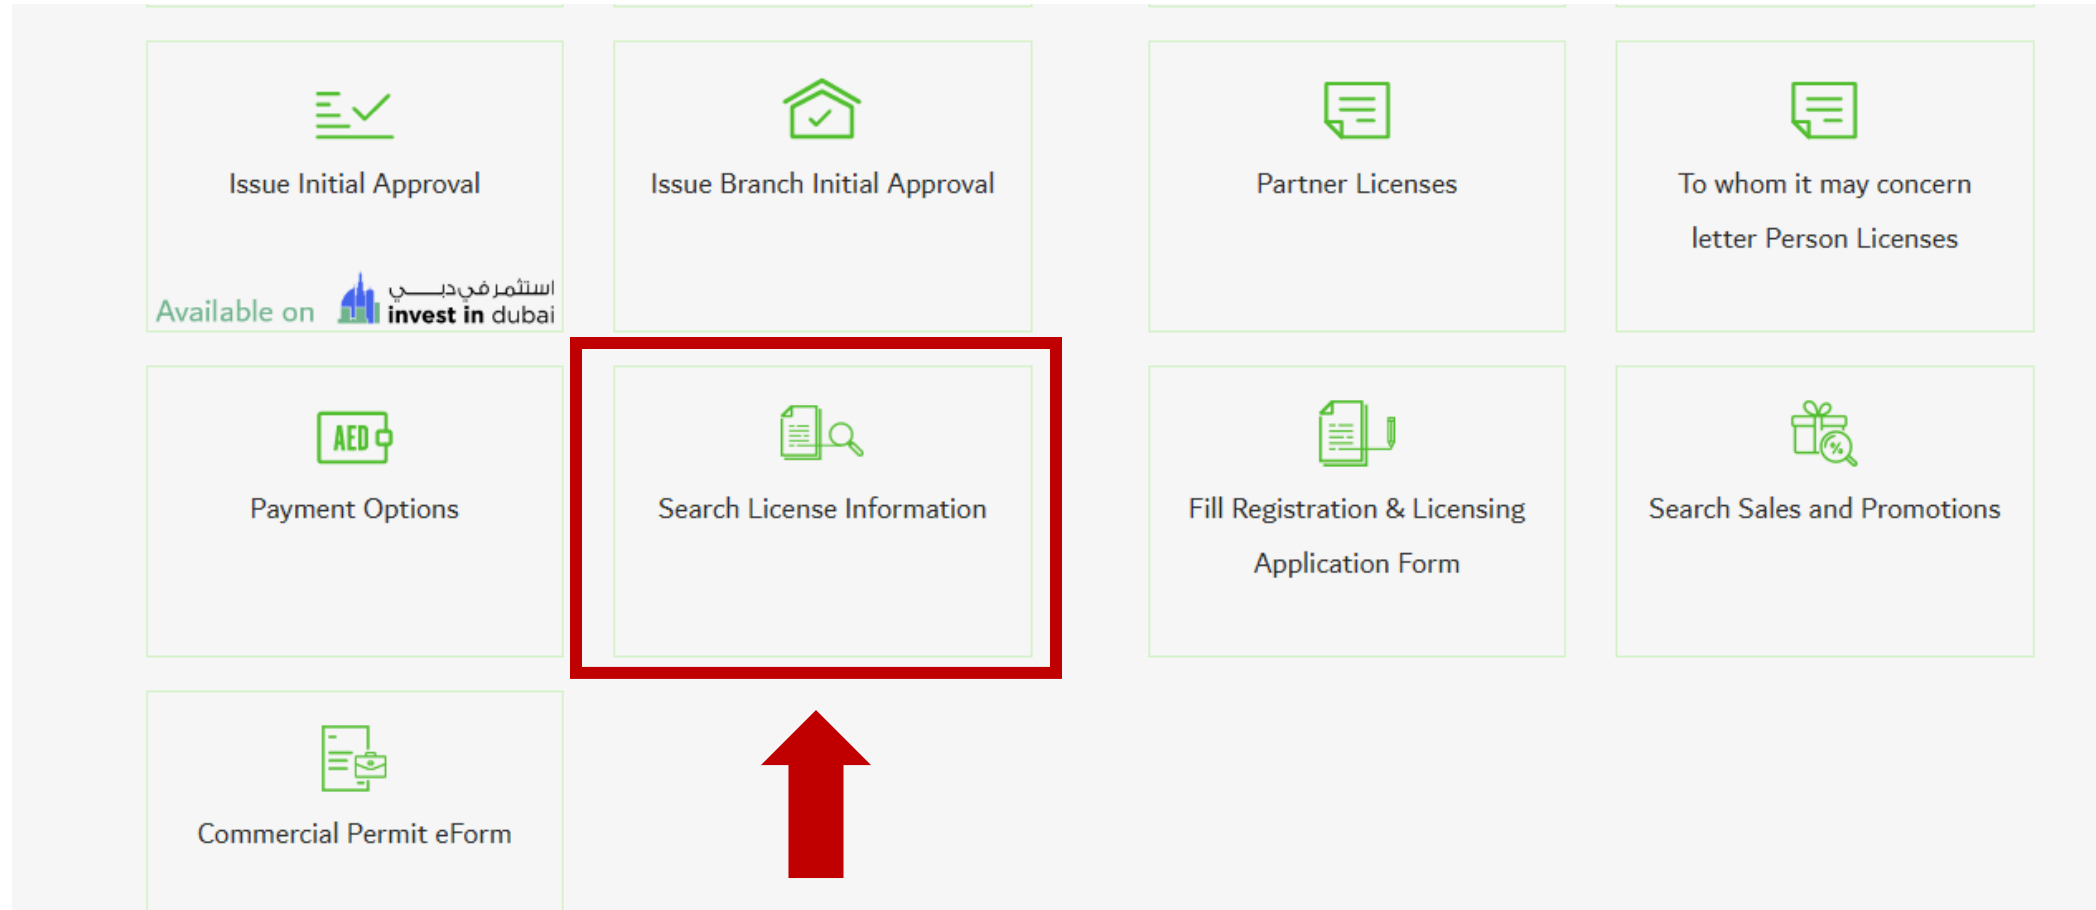 Issue Initial Approval
Available on
استثمر في دبـــي
invest in dubai
Issue Branch Initial Approval
Partner Licenses
To whom it may concern
letter Person Licenses
AED
Payment Options
Search License Information
Fill Registration & Licensing
Application Form
%
Search Sales and Promotions
Commercial Permit eForm